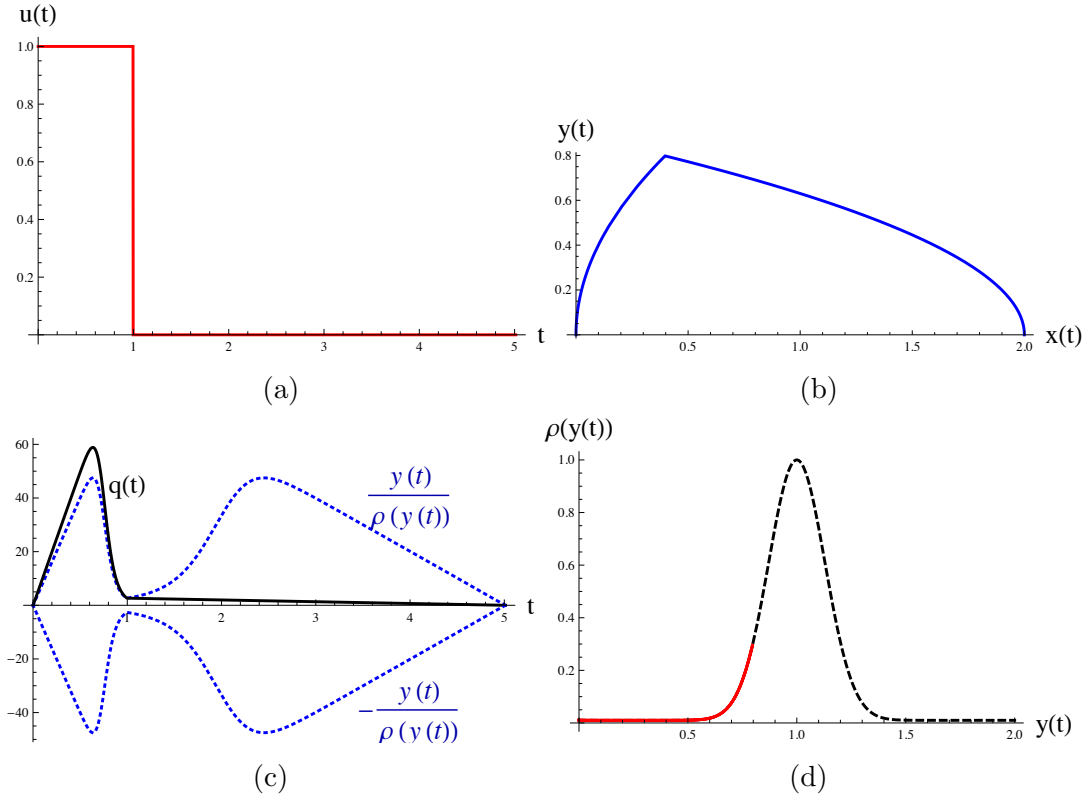 u(t)
1.0
0.8
0.6
0.4
0.2
1 2 3 4 5 t
(a)
y(t)
0.8
0.6
0.4
0.2
0.5 1.0 1.5 2.0 x(t)
(b)
60
40
20
-20
-40
q(t)
y(t)
ρ(y(t))
1 2 3 4 5 t
- y(t)
ρ(y(t))
(c)
ρ(y(t))
1.0
0.8
0.6
0.4
0.2
0.5 1.0 1.5 2.0 y(t)
(d)